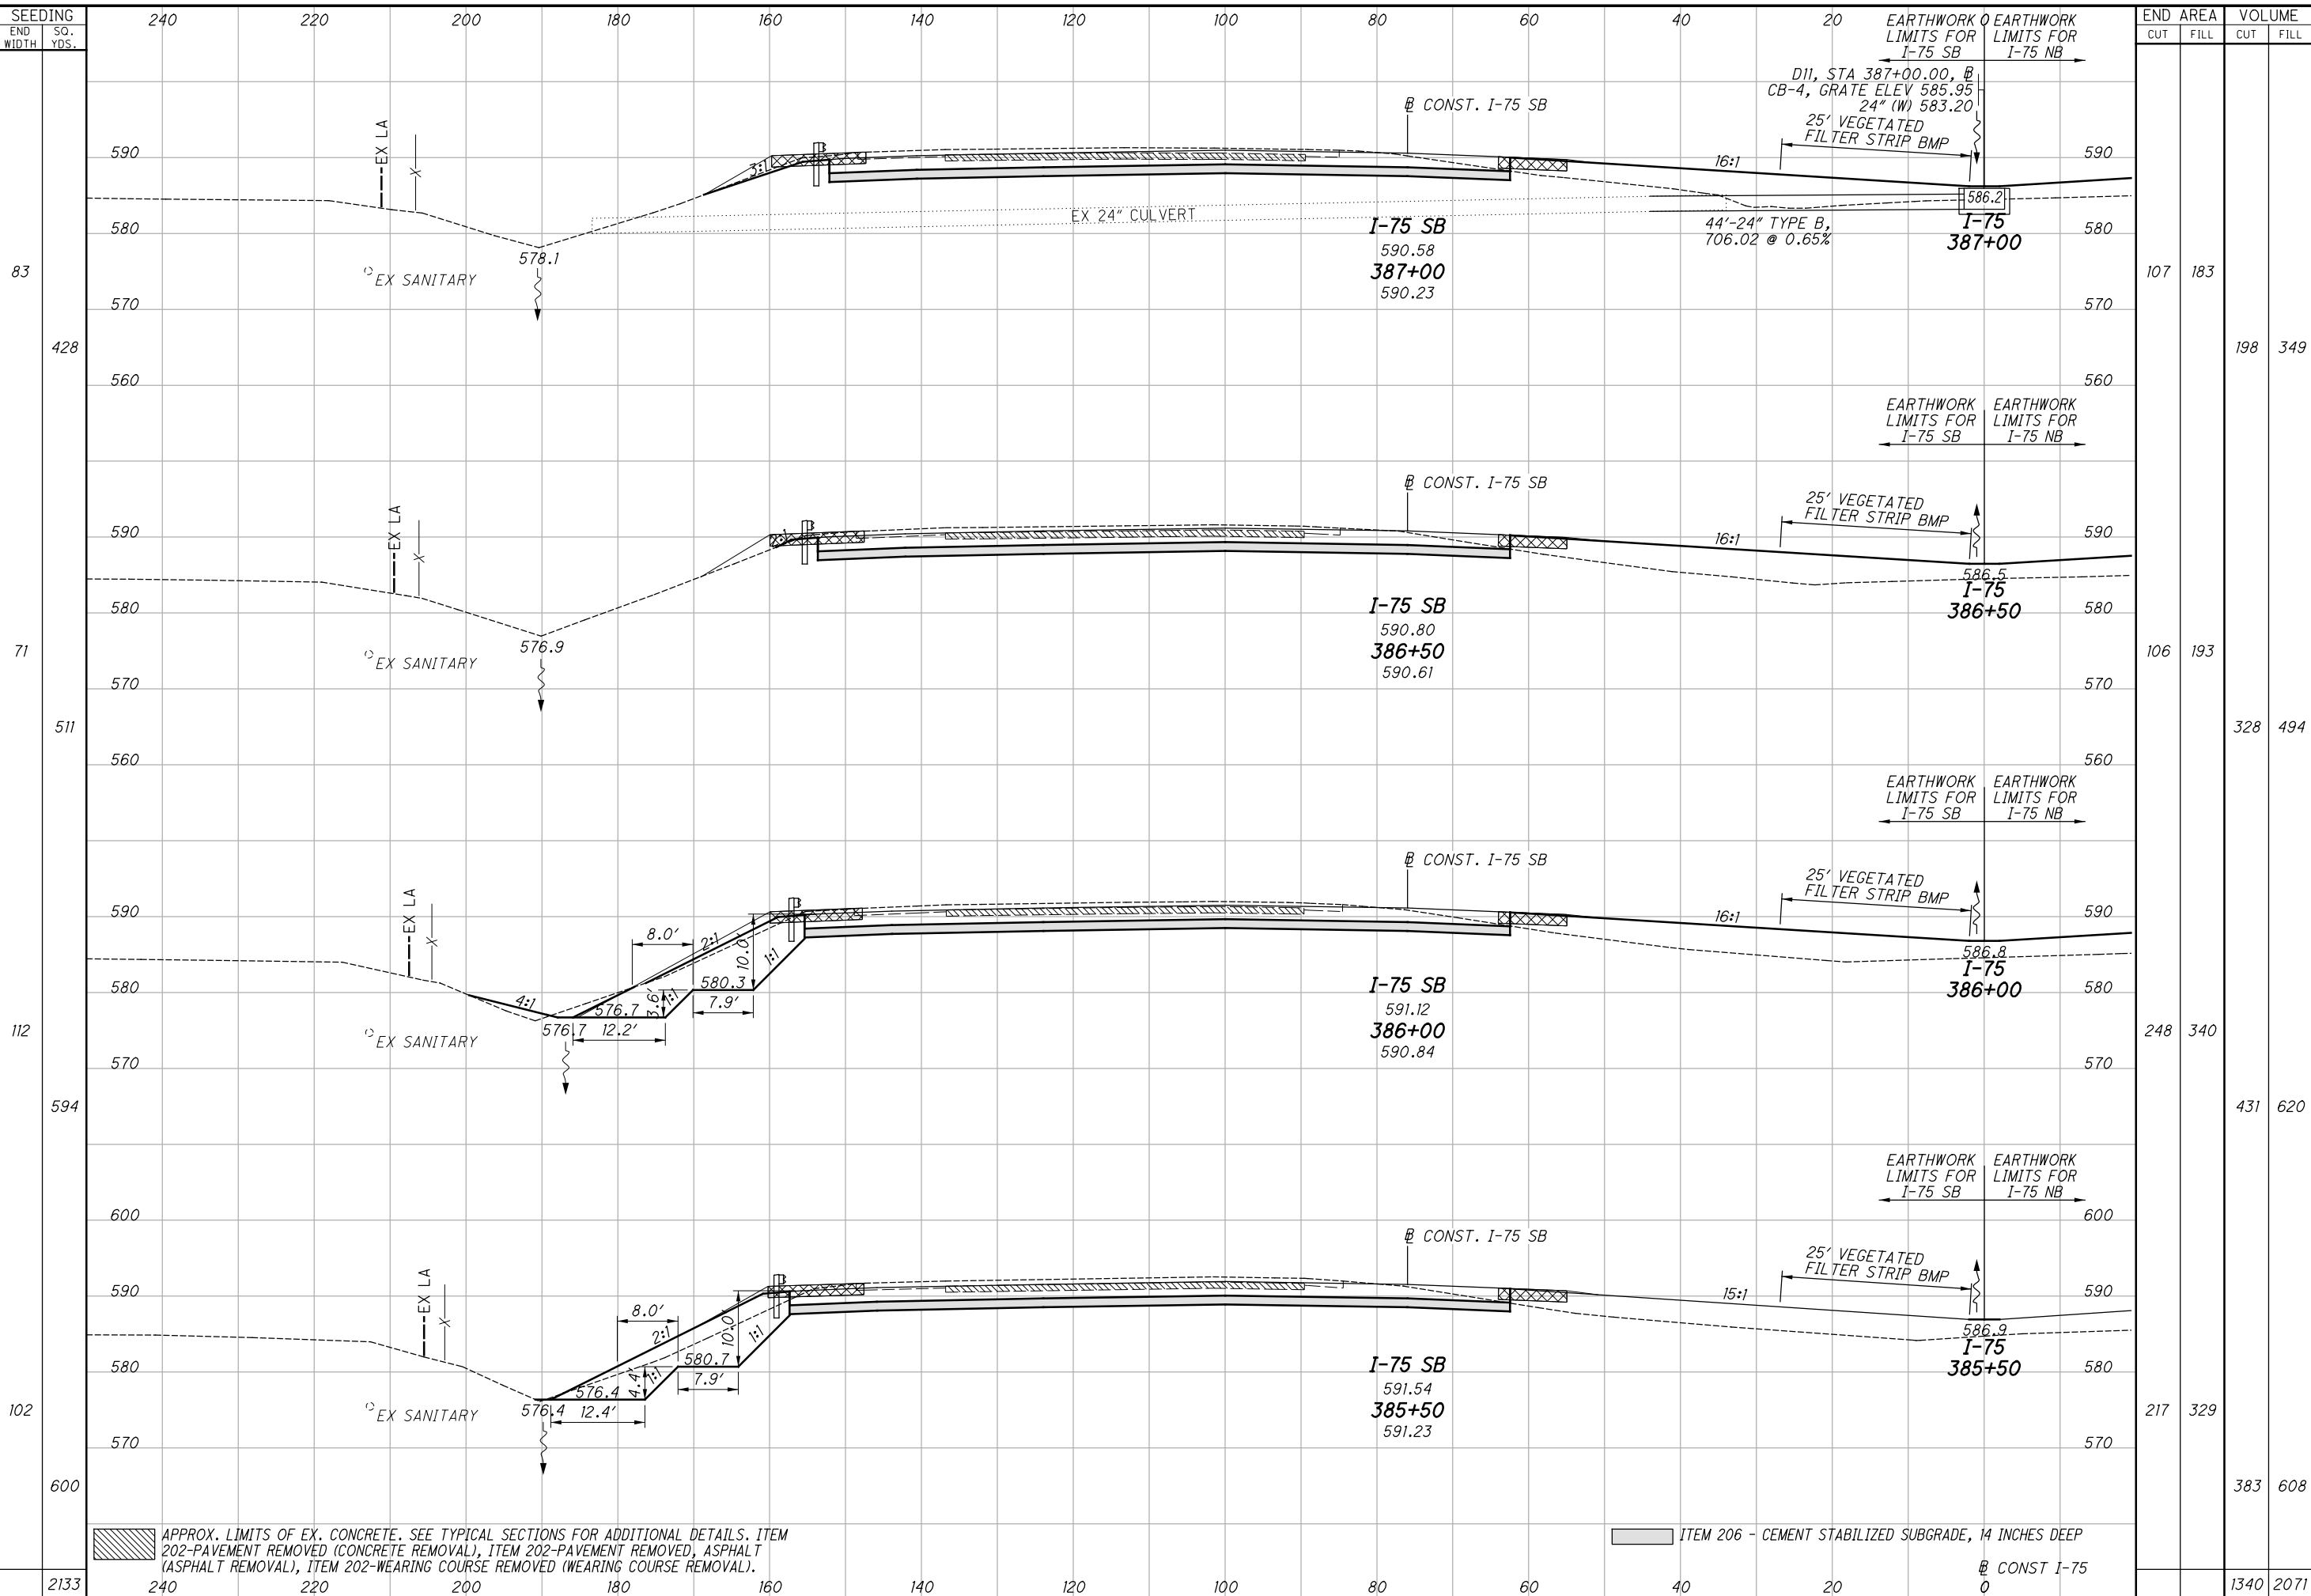 SEEDING
END WIDTH
SQ. YDS.
240 220 200 180 160 140 120 100 80 60 40 20 0
END AREA
VOLUME
CUT FILL CUT FILL
EARTHWORK LIMITS FOR I-75 SB
EARTHWORK LIMITS FOR I-75 NB
D11, STA 387+00.00, BL
CB-4, GRATE ELEV 585.95
24" (W) 583.20
25' VEGETATED
FILTER STRIP BMP
BL CONST. I-75 SB
EX LA
X
590
3:1
16:1
590
586.2
EX 24" CULVERT
580
44'-24" TYPE B,
706.02 @ 0.65%
580
I-75
387+00
I-75 SB
590.58
387+00
590.23
578.1
EX SANITARY
83
107 183
570
570
428
198 349
560
560
EARTHWORK LIMITS FOR I-75 SB
EARTHWORK LIMITS FOR I-75 NB
BL CONST. I-75 SB
25' VEGETATED
FILTER STRIP BMP
EX LA
X
590
16:1
590
586.5
I-75
386+50
580
580
I-75 SB
590.80
386+50
590.61
576.9
EX SANITARY
71
106 193
570
570
511
328 494
560
560
EARTHWORK LIMITS FOR I-75 SB
EARTHWORK LIMITS FOR I-75 NB
BL CONST. I-75 SB
25' VEGETATED
FILTER STRIP BMP
EX LA
X
590
8.0'
2:1
10.0'
1:1
16:1
590
586.8
I-75
386+00
580
4:1
576.7
3.6'
1:1
580.3
7.9'
576.7
12.2'
580
I-75 SB
591.12
386+00
590.84
EX SANITARY
112
248 340
570
570
594
431 620
EARTHWORK LIMITS FOR I-75 SB
EARTHWORK LIMITS FOR I-75 NB
600
600
BL CONST. I-75 SB
25' VEGETATED
FILTER STRIP BMP
EX LA
X
590
8.0'
2:1
10.0'
1:1
15:1
590
586.9
I-75
385+50
580
580.7
4.4'
1:1
7.9'
576.4
576.4
12.4'
580
I-75 SB
591.54
385+50
591.23
EX SANITARY
102
217 329
570
570
600
383 608
APPROX. LIMITS OF EX. CONCRETE. SEE TYPICAL SECTIONS FOR ADDITIONAL DETAILS. ITEM
202-PAVEMENT REMOVED (CONCRETE REMOVAL), ITEM 202-PAVEMENT REMOVED, ASPHALT
(ASPHALT REMOVAL), ITEM 202-WEARING COURSE REMOVED (WEARING COURSE REMOVAL).
ITEM 206 - CEMENT STABILIZED SUBGRADE, 14 INCHES DEEP
BL CONST I-75
2133
240 220 200 180 160 140 120 100 80 60 40 20 0
1340 2071